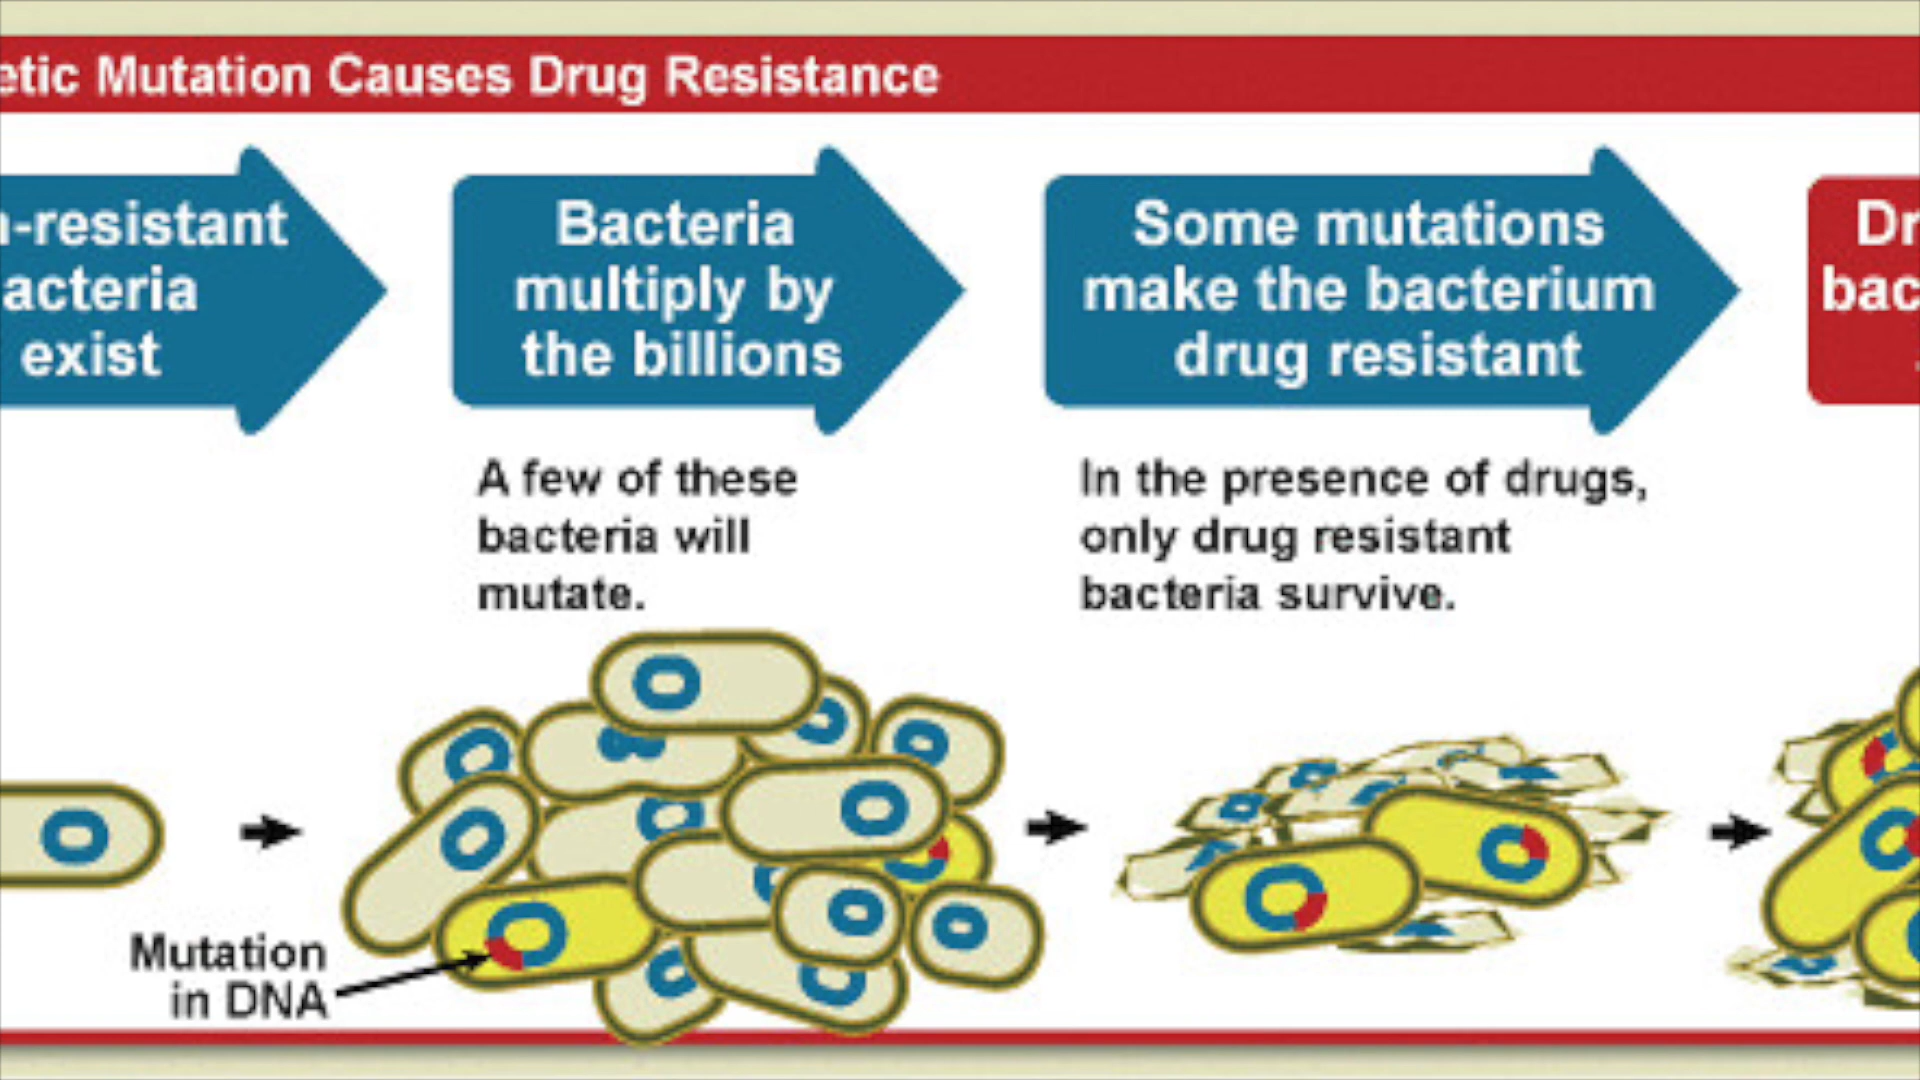 etic Mutation Causes Drug Resistance
n-resistant
acteria
exist
Bacteria
multiply by
the billions
Some mutations
make the bacterium
drug resistant
Dr
bac
A few of these
bacteria will
mutate.
In the presence of drugs,
only drug resistant
bacteria survive.
Mutation
in DNA